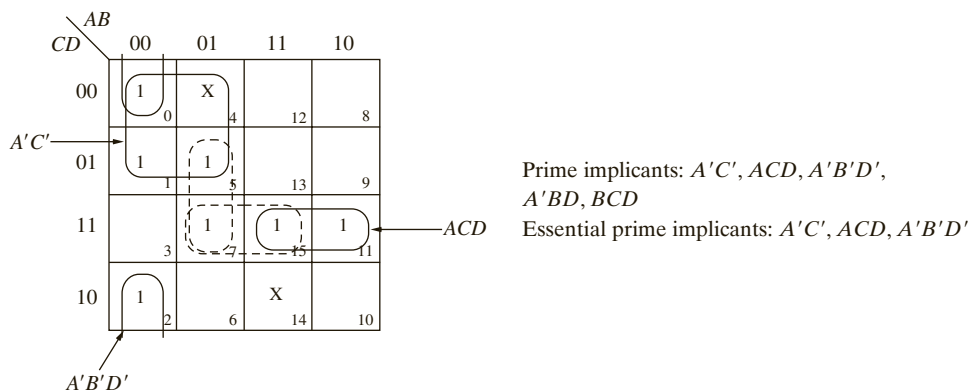 AB
CD
00 01 11 10
00 1 X
0 4 12 8
A'C'
01 1 1
1 5 13 9
11 1 1 1
ACD
3 7 15 11
10 1 X
2 6 14 10
A'B'D'
Prime implicants: A'C', ACD, A'B'D',
A'BD, BCD
Essential prime implicants: A'C', ACD, A'B'D'